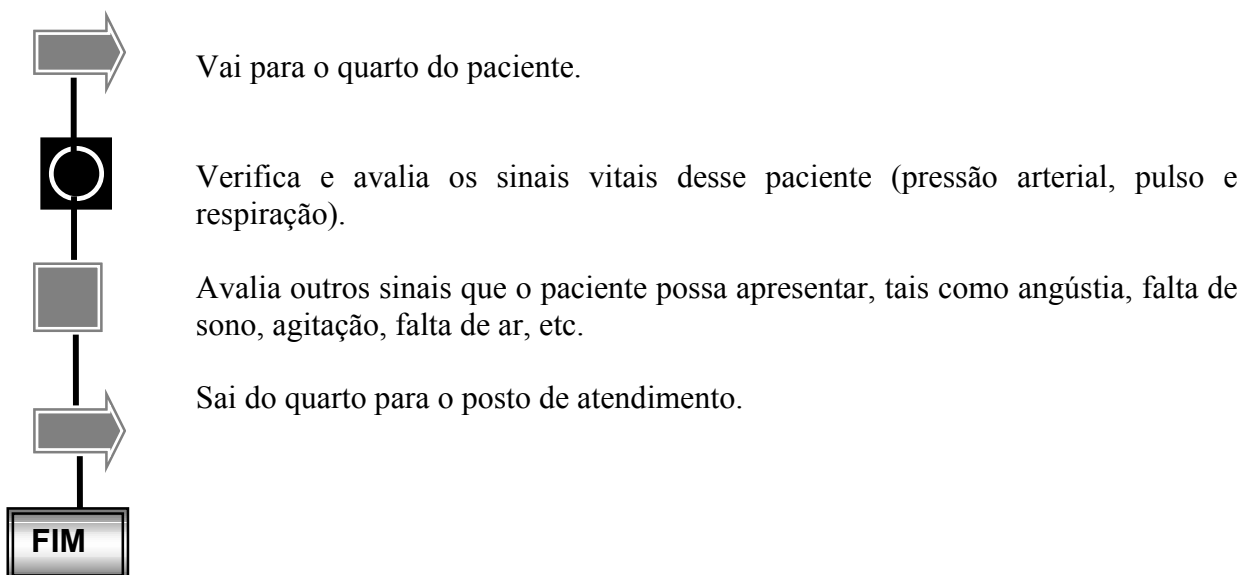 Vai para o quarto do paciente.
Verifica e avalia os sinais vitais desse paciente (pressão arterial, pulso e
respiração).
Avalia outros sinais que o paciente possa apresentar, tais como angústia, falta de
sono, agitação, falta de ar, etc.
Sai do quarto para o posto de atendimento.
FIM